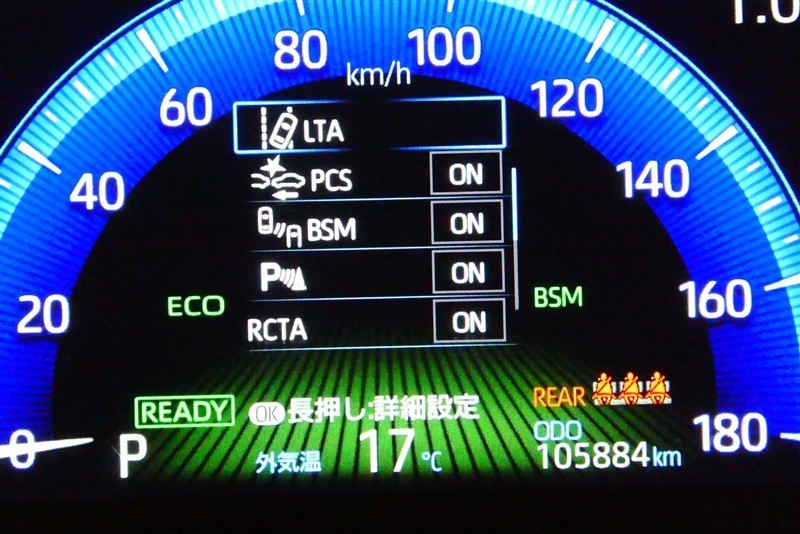 1.0
80 100
km/h
60 120
LTA
40 140
PCS ON
BSM ON
P ON
20 ECO BSM 160
RCTA ON
READY OK 長押し:詳細設定 REAR
0 P 外気温 17℃ ODO 180
105884km